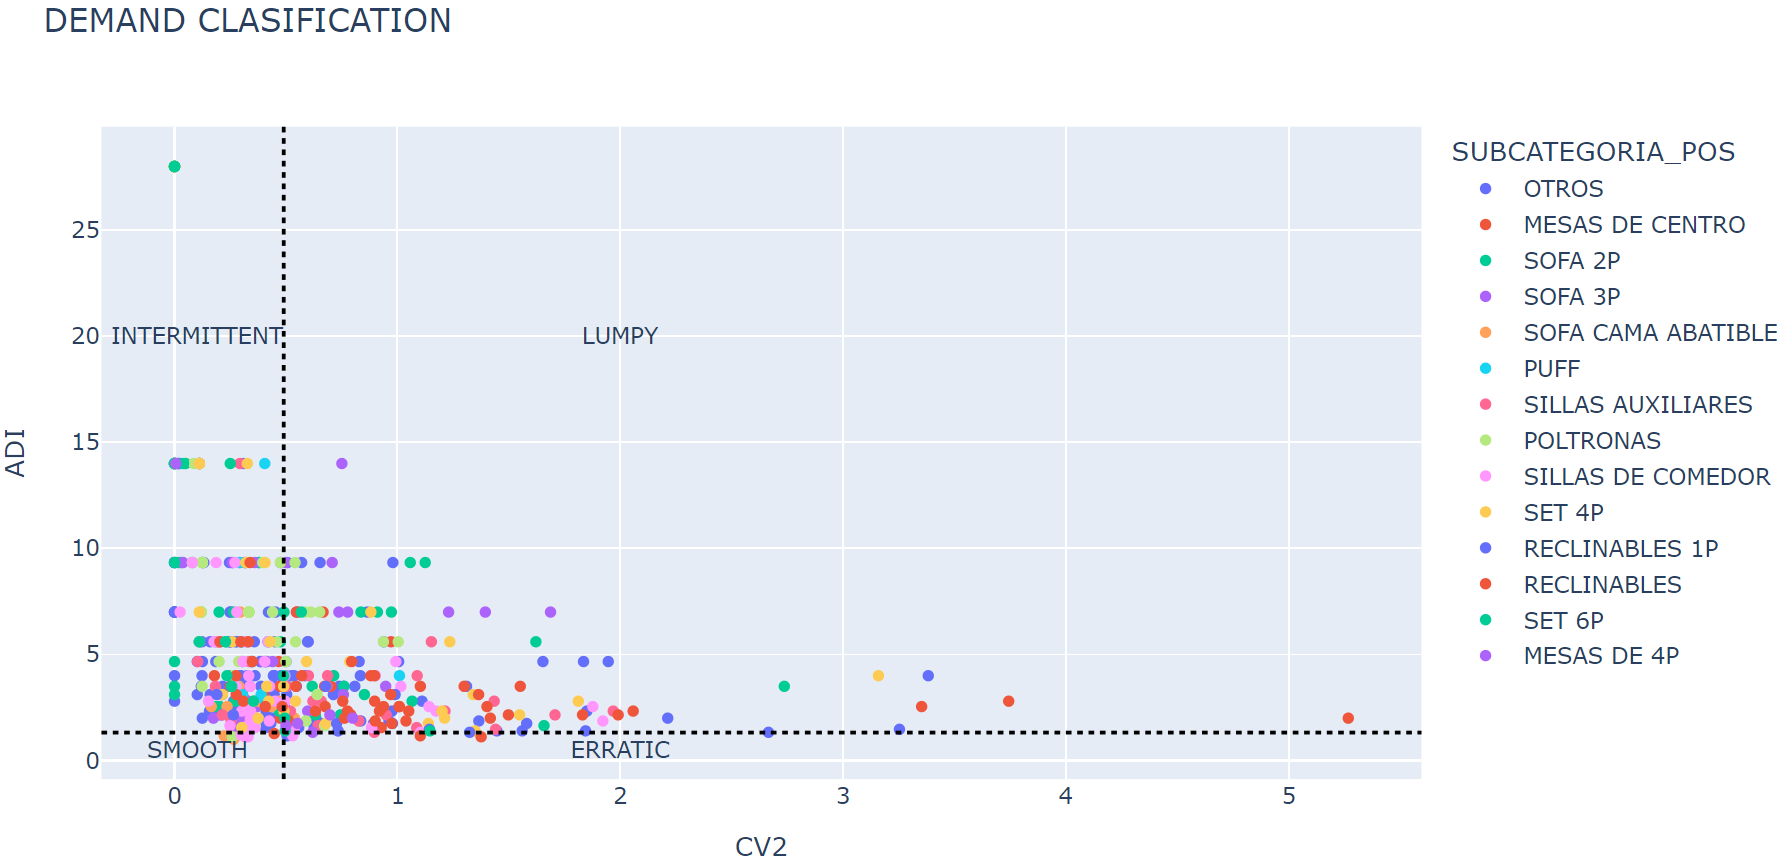 DEMAND CLASIFICATION
SUBCATEGORIA_POS
OTROS
MESAS DE CENTRO
SOFA 2P
SOFA 3P
SOFA CAMA ABATIBLE
PUFF
SILLAS AUXILIARES
POLTRONAS
SILLAS DE COMEDOR
SET 4P
RECLINABLES 1P
RECLINABLES
SET 6P
MESAS DE 4P
25
20
15
10
5
0
ADI
INTERMITTENT
LUMPY
SMOOTH
ERRATIC
0
1
2
3
4
5
CV2